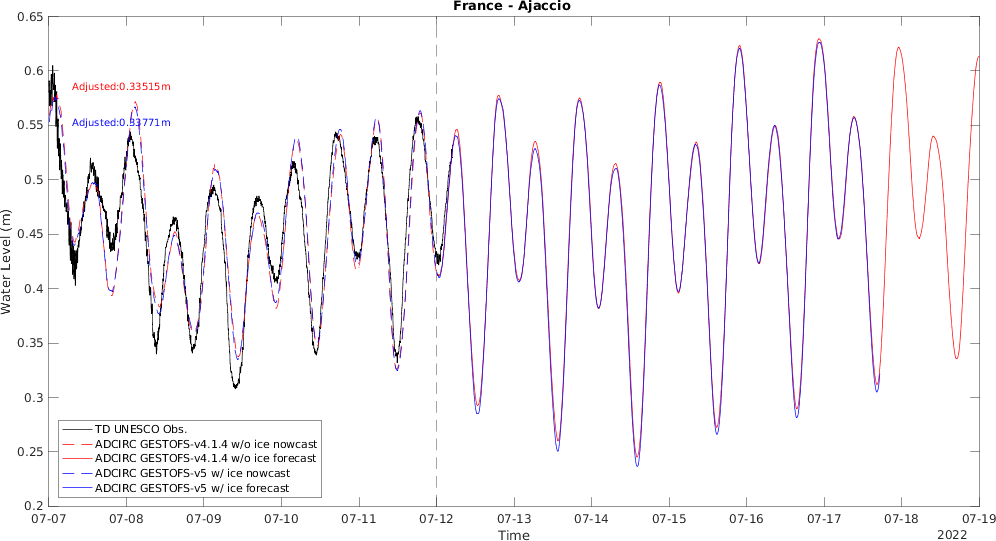 France - Ajaccio
0.65
0.6
0.55
0.5
0.45
0.4
0.35
0.3
0.25
0.2
Water Level (m)
Adjusted:0.33515m
Adjusted:0.33771m
TD UNESCO Obs.
ADCIRC GESTOFS-v4.1.4 w/o ice nowcast
ADCIRC GESTOFS-v4.1.4 w/o ice forecast
ADCIRC GESTOFS-v5 w/ ice nowcast
ADCIRC GESTOFS-v5 w/ ice forecast
07-07 07-08 07-09 07-10 07-11 07-12 07-13 07-14 07-15 07-16 07-17 07-18 07-19
Time
2022